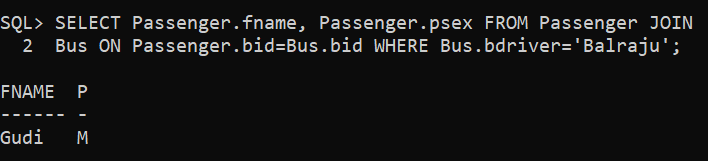 SQL> SELECT Passenger.fname, Passenger.psex FROM Passenger JOIN
  2  Bus ON Passenger.bid=Bus.bid WHERE Bus.bdriver='Balraju';
FNAME  P
------ -
Gudi   M